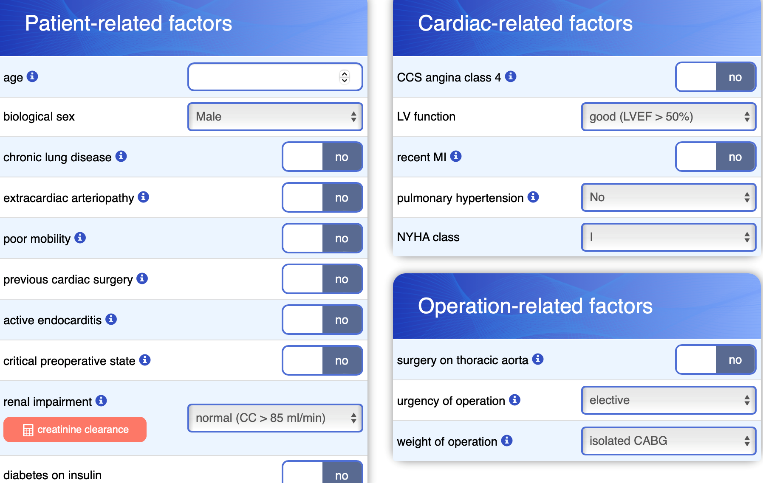 Patient-related factors
age
biological sex Male
chronic lung disease no
extracardiac arteriopathy no
poor mobility no
previous cardiac surgery no
active endocarditis no
critical preoperative state no
renal impairment
normal (CC > 85 ml/min)
creatinine clearance
diabetes on insulin no
Cardiac-related factors
CCS angina class 4 no
LV function good (LVEF > 50%)
recent MI no
pulmonary hypertension No
NYHA class I
Operation-related factors
surgery on thoracic aorta no
urgency of operation elective
weight of operation isolated CABG